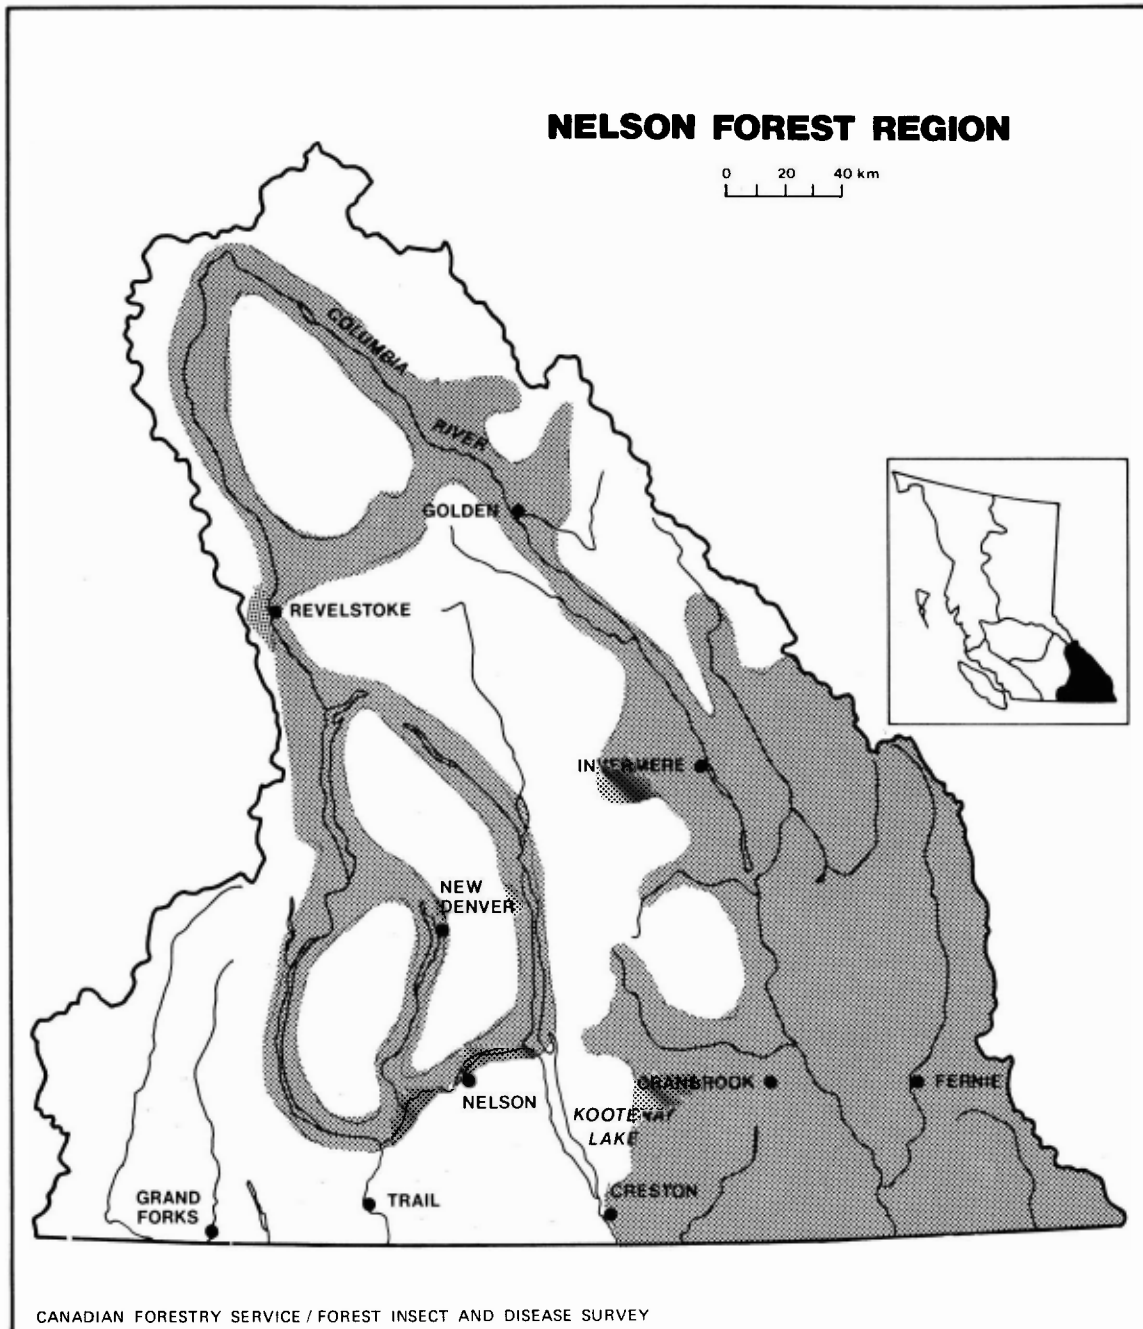 NELSON FOREST REGION
0 20 40 km
COLUMBIA
RIVER
GOLDEN
REVELSTOKE
INVERMERE
NEW
DENVER
CRANBROOK
FERNIE
NELSON
KOOTENAY
LAKE
CRESTON
GRAND
FORKS
TRAIL
CANADIAN FORESTRY SERVICE / FOREST INSECT AND DISEASE SURVEY